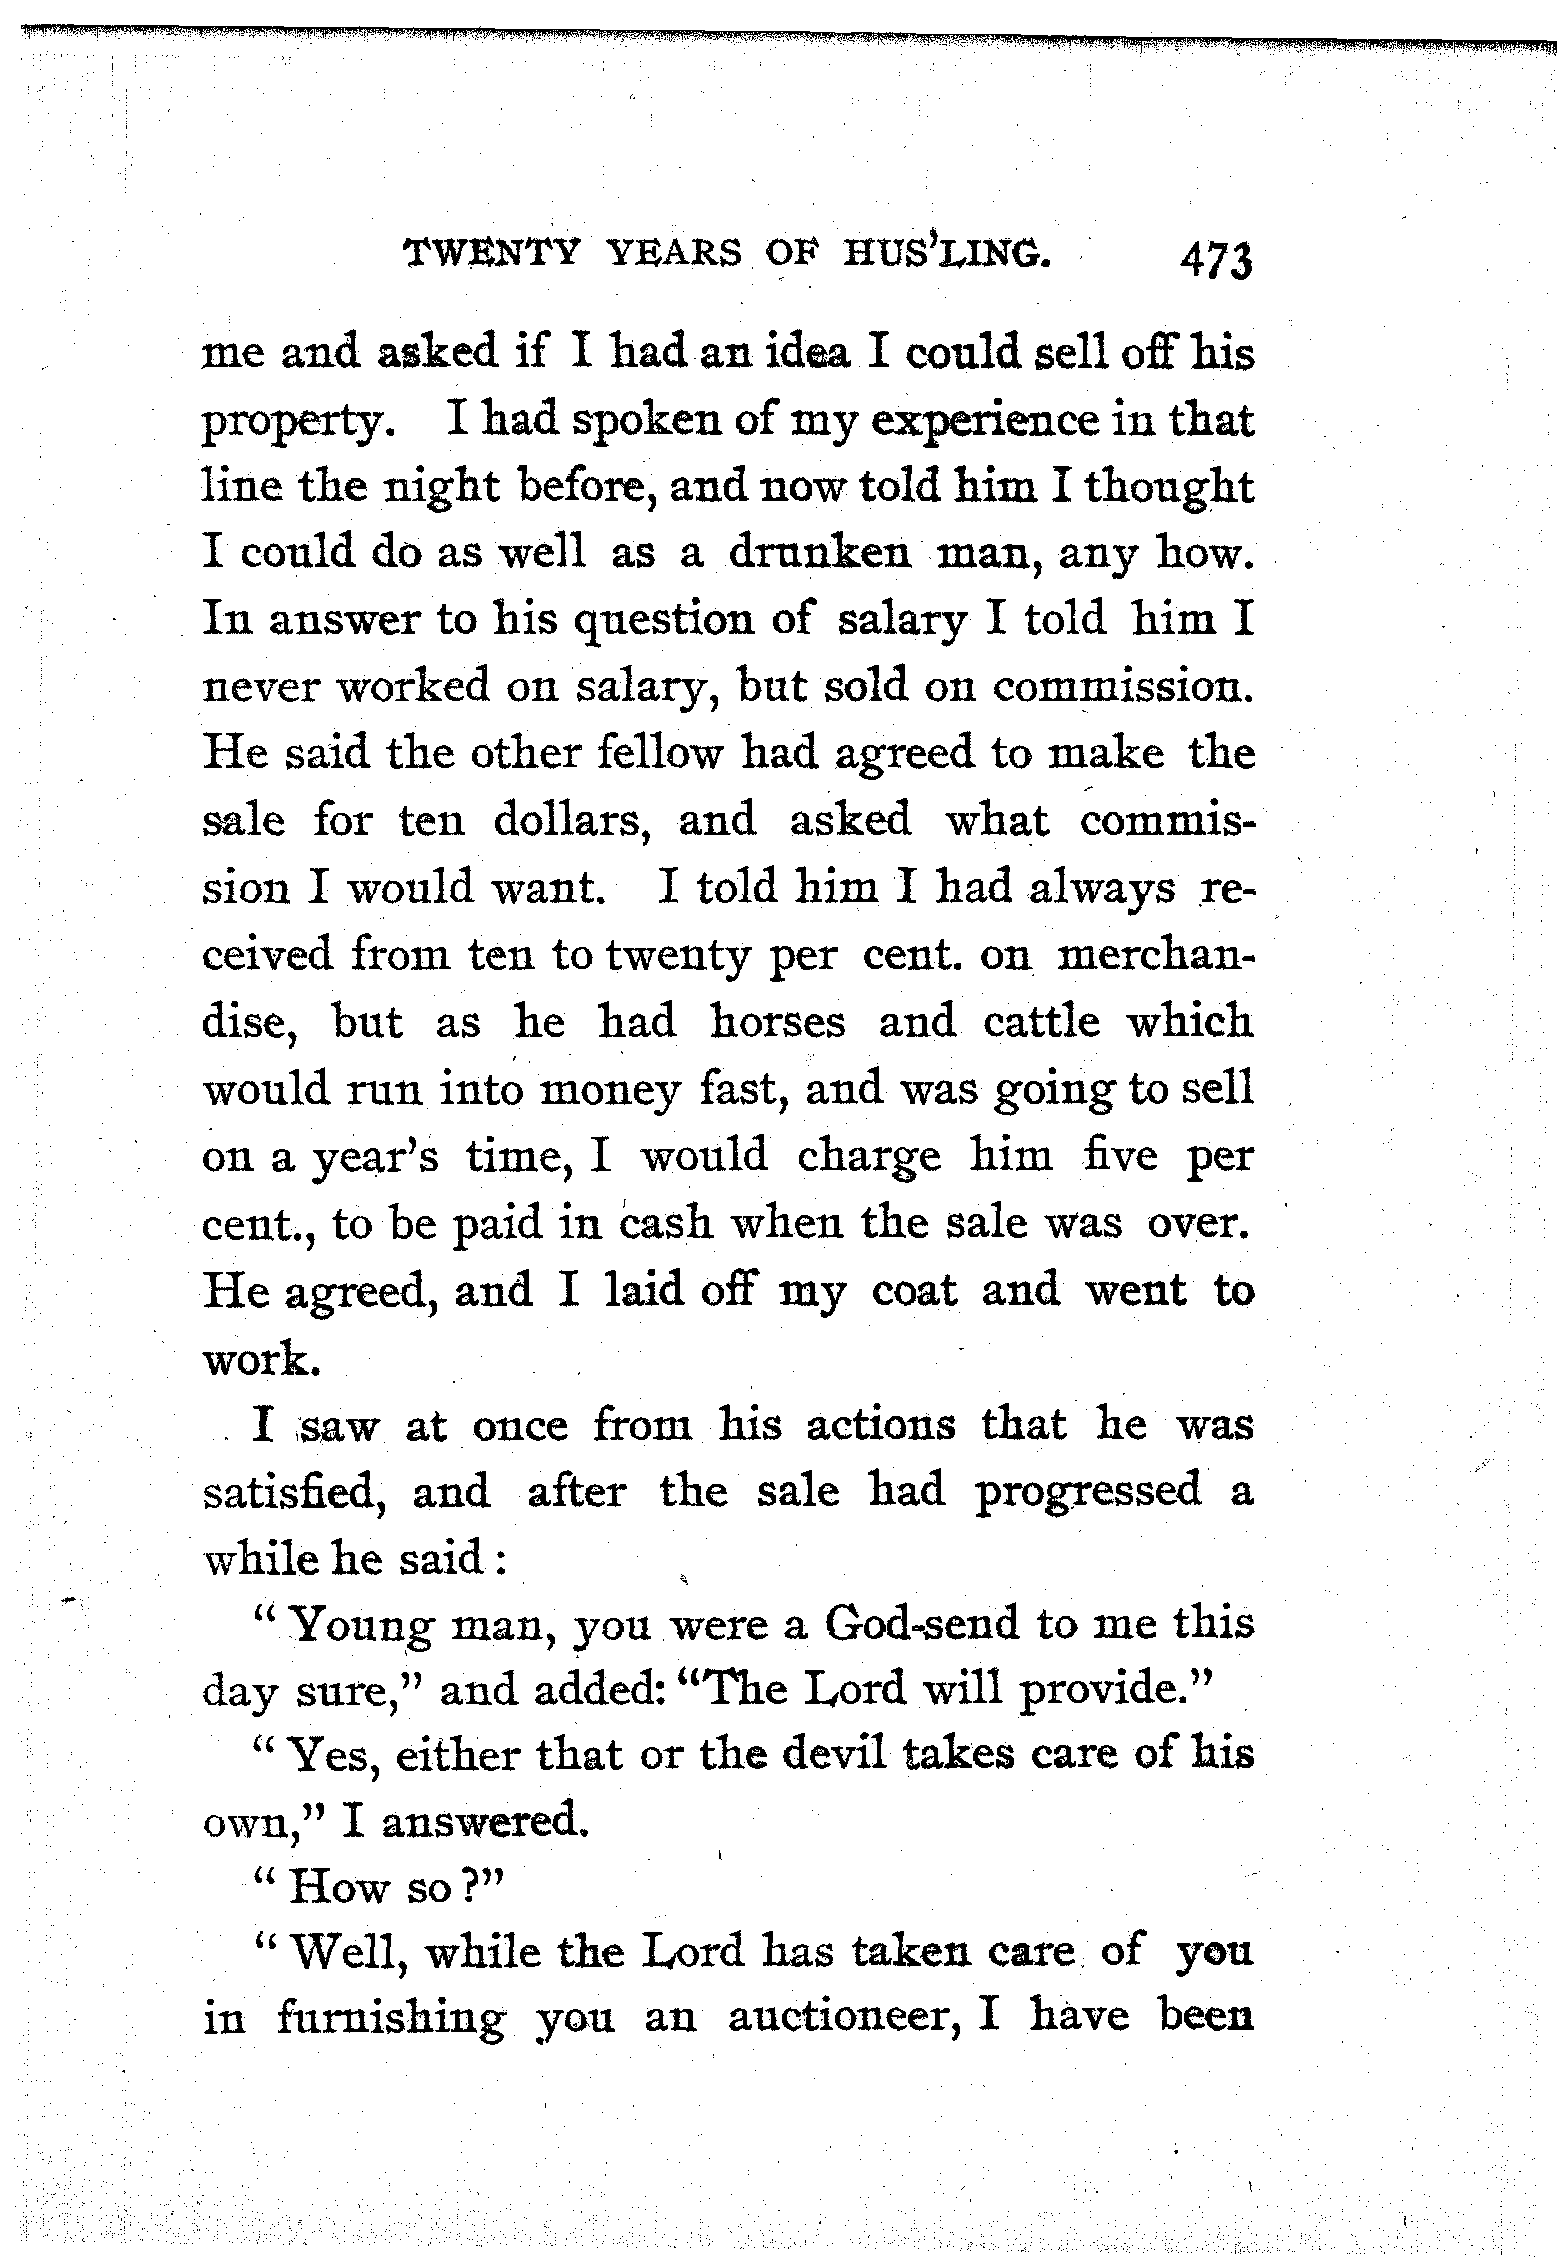 TWENTY YEARS OF HUS'LING. 473
me and asked if I had an idea I could sell off his
property. I had spoken of my experience in that
line the night before, and now told him I thought
I could do as well as a drunken man, any how.
In answer to his question of salary I told him I
never worked on salary, but sold on commission.
He said the other fellow had agreed to make the
sale for ten dollars, and asked what commis-
sion I would want. I told him I had always re-
ceived from ten to twenty per cent. on merchan-
dise, but as he had horses and cattle which
would run into money fast, and was going to sell
on a year's time, I would charge him five per
cent., to be paid in cash when the sale was over.
He agreed, and I laid off my coat and went to
work.
I saw at once from his actions that he was
satisfied, and after the sale had progressed a
while he said :
" Young man, you were a God-send to me this
day sure," and added: "The Lord will provide."
" Yes, either that or the devil takes care of his
own," I answered.
" How so ?"
" Well, while the Lord has taken care of you
in furnishing you an auctioneer, I have been